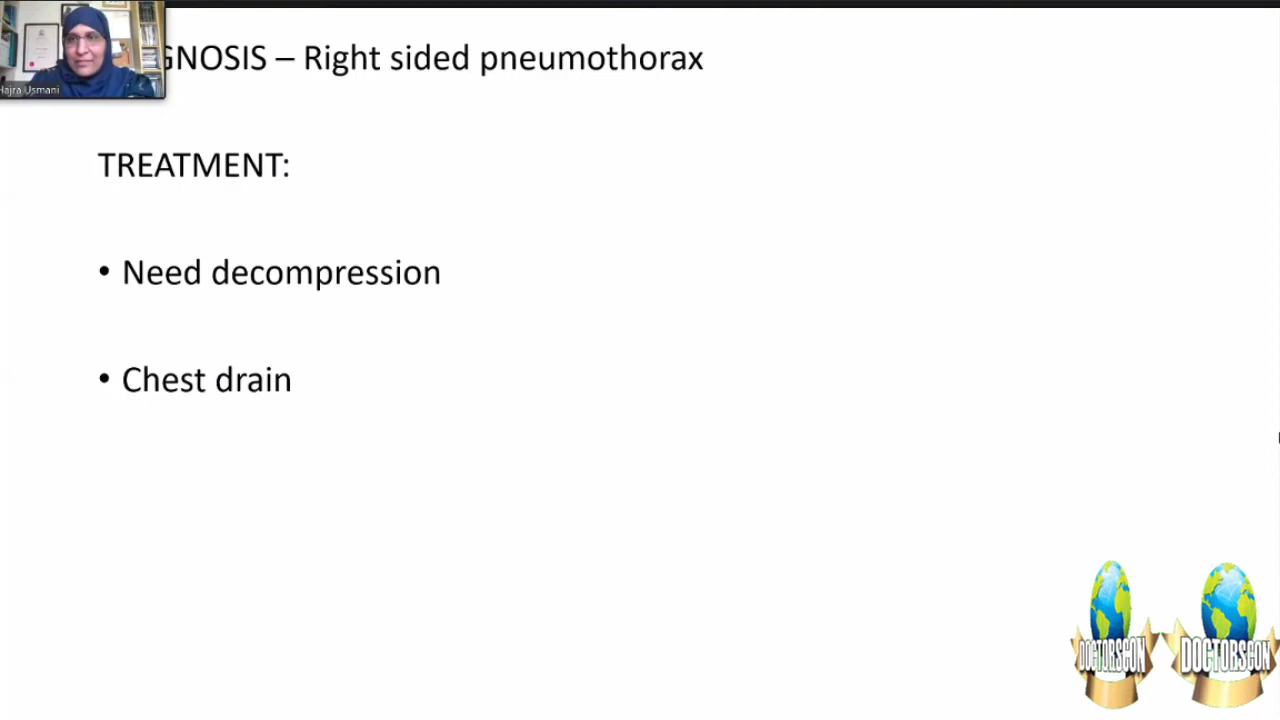 GNOSIS – Right sided pneumothorax
Hajra Usmani
TREATMENT:
• Need decompression
• Chest drain
DOCTORSCON
DOCTORSCON